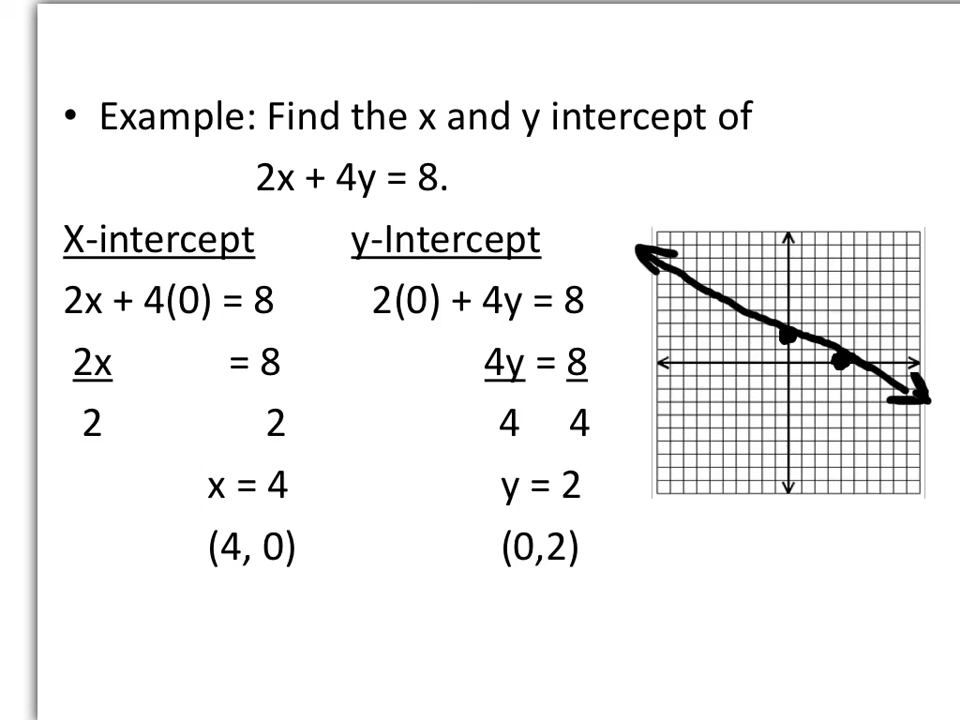 • Example: Find the x and y intercept of
2x + 4y = 8.
X-intercept y-Intercept
2x + 4(0) = 8 2(0) + 4y = 8
2x = 8 4y = 8
2 2 4 4
x = 4 y = 2
(4, 0) (0,2)